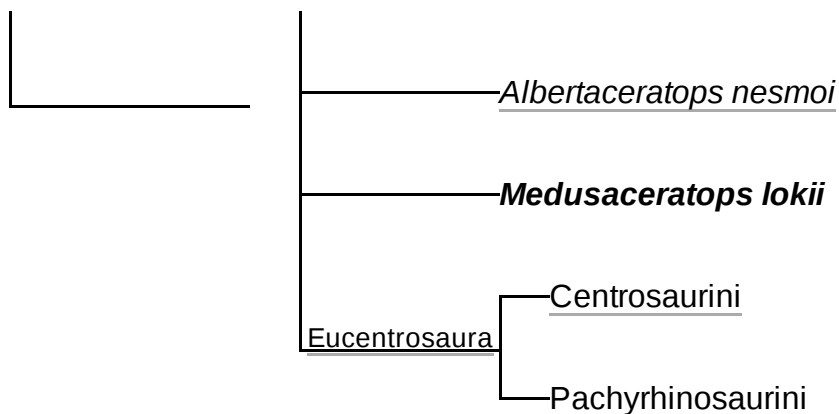 Albertaceratops nesmoi
Medusaceratops lokii
Centrosaurini
Eucentrosaura
Pachyrhinosaurini